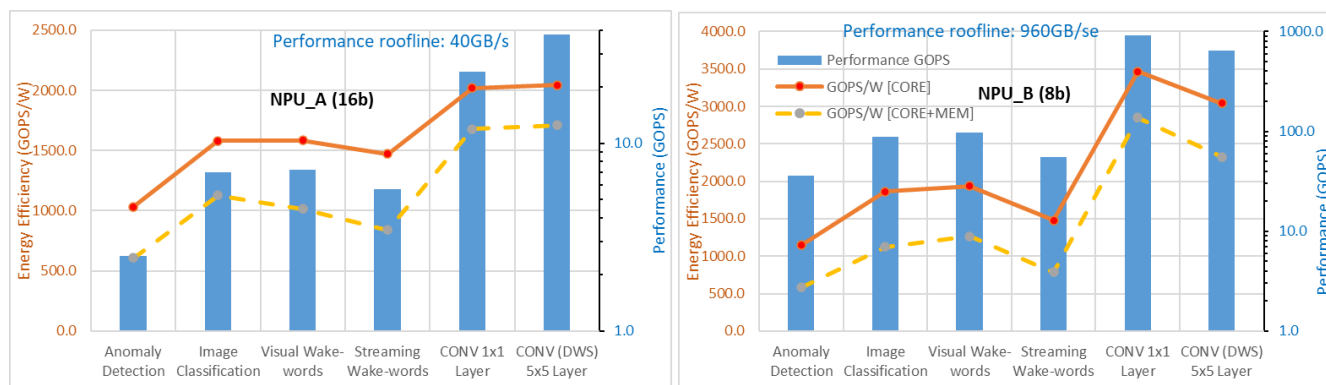 Performance roofline: 40GB/s
NPU_A (16b)
Energy Efficiency (GOPS/W)
2500.0
2000.0
1500.0
1000.0
500.0
0.0
10.0
1.0
Performance (GOPS)
Anomaly
Detection
Image
Classification
Visual Wake-
words
Streaming
Wake-words
CONV 1x1
Layer
CONV (DWS)
5x5 Layer
Performance roofline: 960GB/se
Performance GOPS
GOPS/W [CORE]
GOPS/W [CORE+MEM]
NPU_B (8b)
Energy Efficiency (GOPS/W)
4000.0
3500.0
3000.0
2500.0
2000.0
1500.0
1000.0
500.0
0.0
1000.0
100.0
10.0
1.0
Performance (GOPS)
Anomaly
Detection
Image
Classification
Visual Wake-
words
Streaming
Wake-words
CONV 1x1
Layer
CONV (DWS)
5x5 Layer